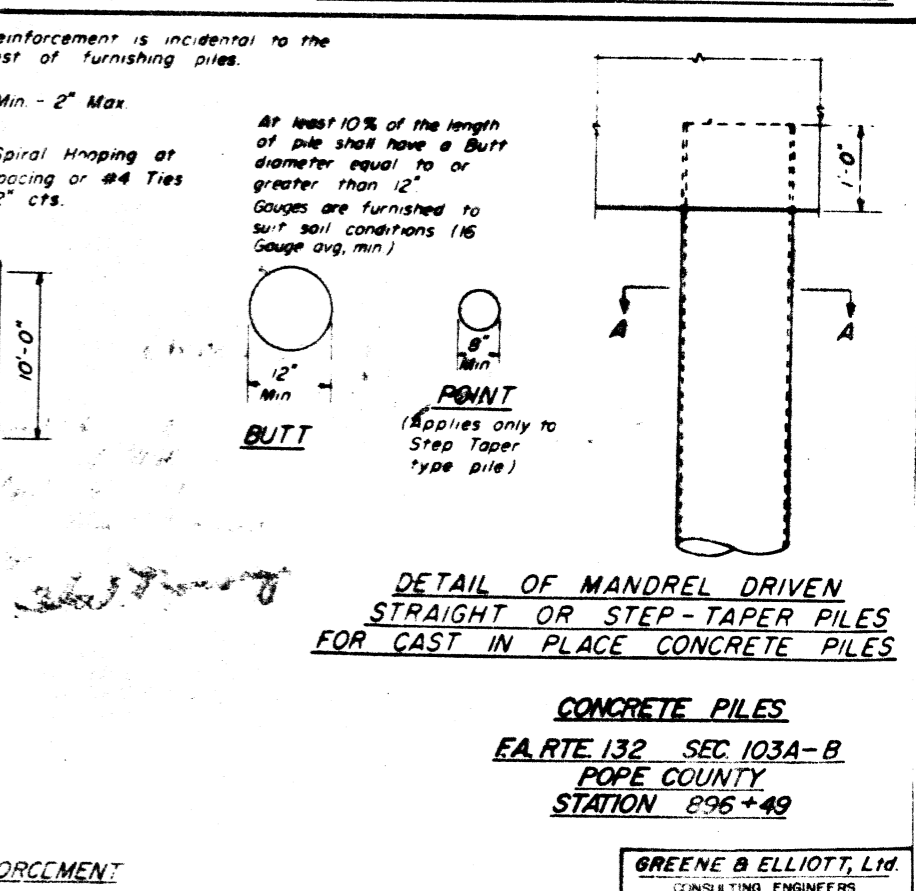 einforcement is incidental to the
st of furnishing piles.
Min. - 2" Max.
Spiral Hooping at
pacing or #4 Ties
2" cts.
At least 10% of the length
of pile shall have a Butt
diameter equal to or
greater than 12"
Gauges are furnished to
suit soil conditions (16
Gauge avg, min.)
1'-0"
10'-0"
A
A
12"
Min
BUTT
8"
Min
POINT
(Applies only to
Step Taper
type pile)
DETAIL OF MANDREL DRIVEN
STRAIGHT OR STEP-TAPER PILES
FOR CAST IN PLACE CONCRETE PILES
CONCRETE PILES
F.A. RTE. 132 SEC. 103A-B
POPE COUNTY
STATION 896+49
ORCEMENT
GREENE & ELLIOTT, Ltd.
CONSULTING ENGINEERS